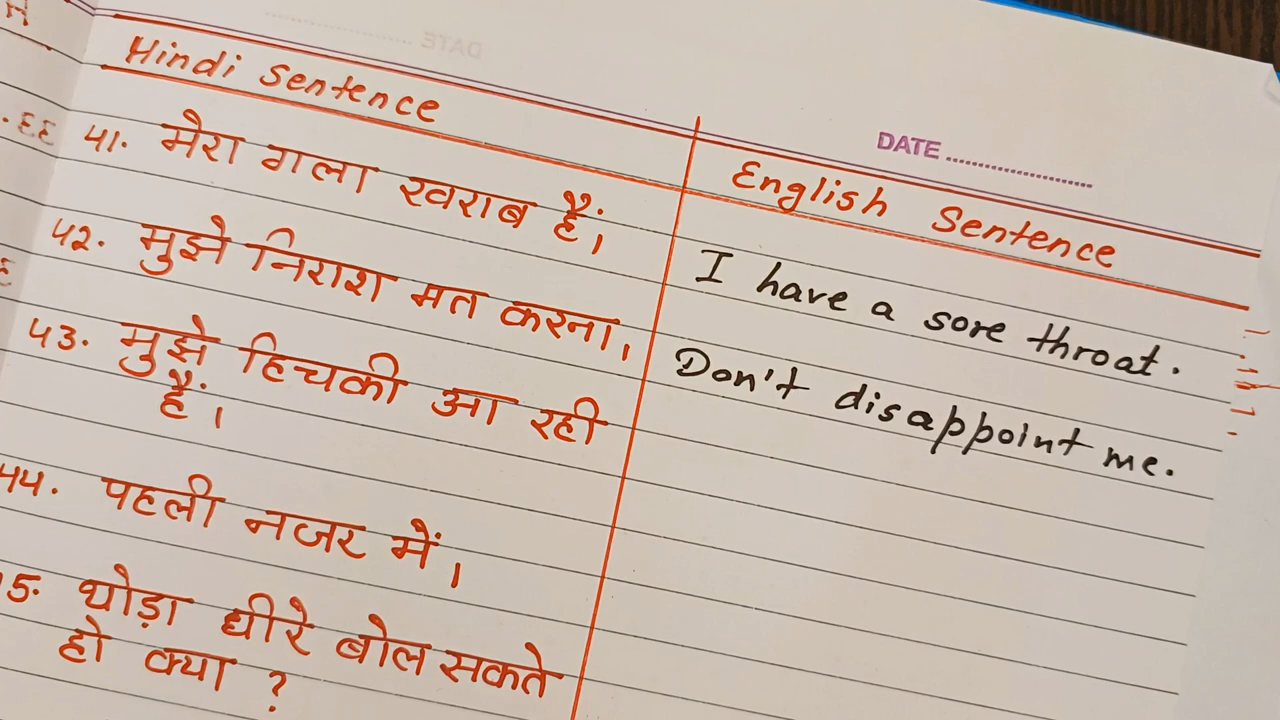 DATE
Hindi Sentence
English Sentence
41. मेरा गला खराब हैं।
I have a sore throat.
42. मुझे निराश मत करना।
Don't disappoint me.
43. मुझे हिचकी आ रही
हैं।
44. पहली नजर में।
45. थोड़ा धीरे बोल सकते
हो क्या ?